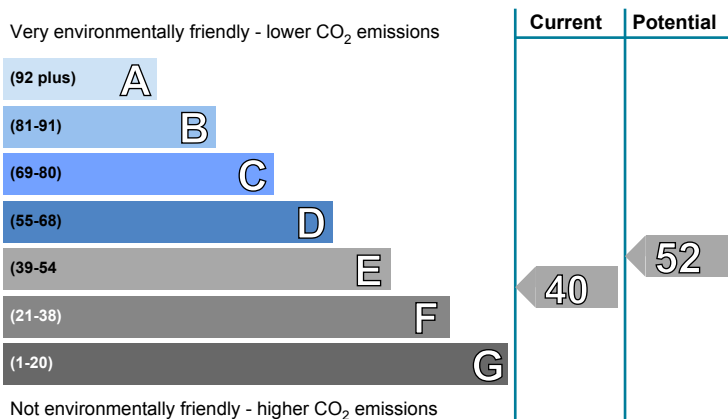 Current Potential
Very environmentally friendly - lower CO₂ emissions
(92 plus) A
(81-91) B
(69-80) C
(55-68) D
(39-54 E
(21-38) F
(1-20) G
52
40
Not environmentally friendly - higher CO₂ emissions